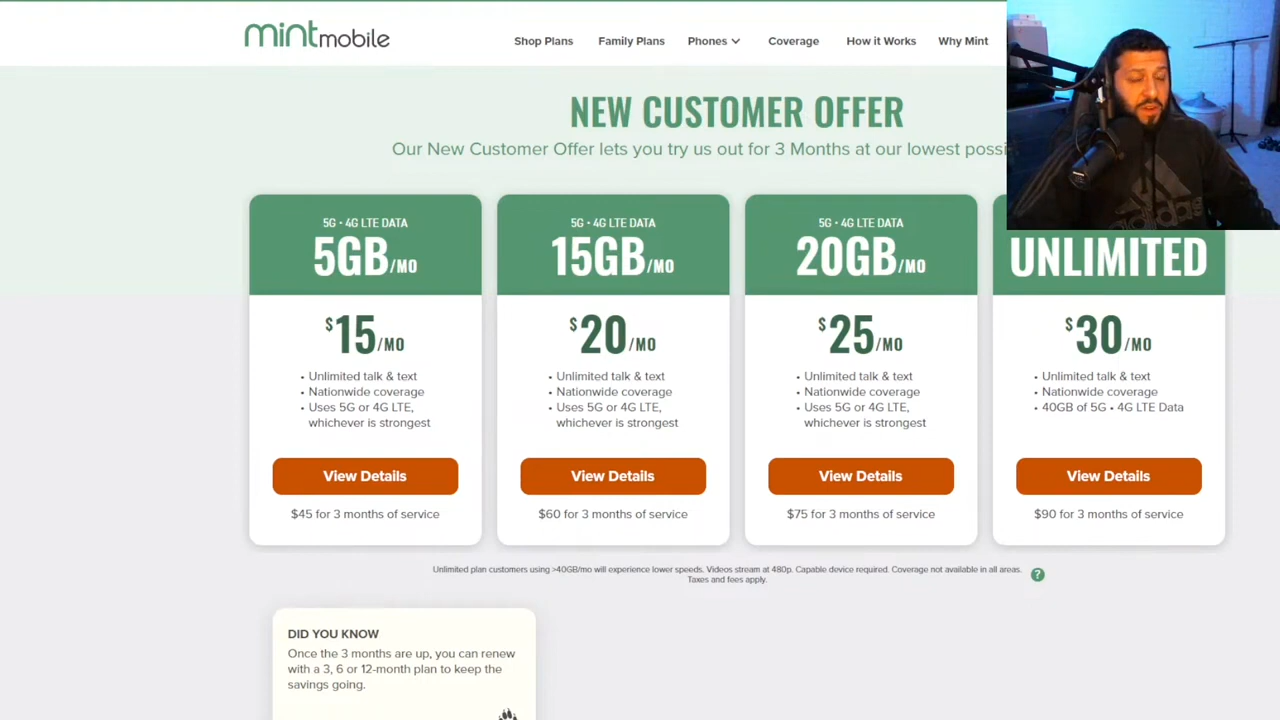 mintmobile
Shop Plans Family Plans Phones Coverage How it Works Why Mint
NEW CUSTOMER OFFER
Our New Customer Offer lets you try us out for 3 Months at our lowest
5G • 4G LTE DATA
5GB/MO
$15/MO
• Unlimited talk & text
• Nationwide coverage
• Uses 5G or 4G LTE,
whichever is strongest
View Details
$45 for 3 months of service
5G • 4G LTE DATA
15GB/MO
$20/MO
• Unlimited talk & text
• Nationwide coverage
• Uses 5G or 4G LTE,
whichever is strongest
View Details
$60 for 3 months of service
5G • 4G LTE DATA
20GB/MO
$25/MO
• Unlimited talk & text
• Nationwide coverage
• Uses 5G or 4G LTE,
whichever is strongest
View Details
$75 for 3 months of service
UNLIMITED
$30/MO
• Unlimited talk & text
• Nationwide coverage
• 40GB of 5G • 4G LTE Data
View Details
$90 for 3 months of service
Unlimited plan customers using >40GB/mo will experience lower speeds. Videos stream at 480p. Capable device required. Coverage not available in all areas.
Taxes and fees apply.
?
DID YOU KNOW
Once the 3 months are up, you can renew
with a 3, 6 or 12-month plan to keep the
savings going.
adidas